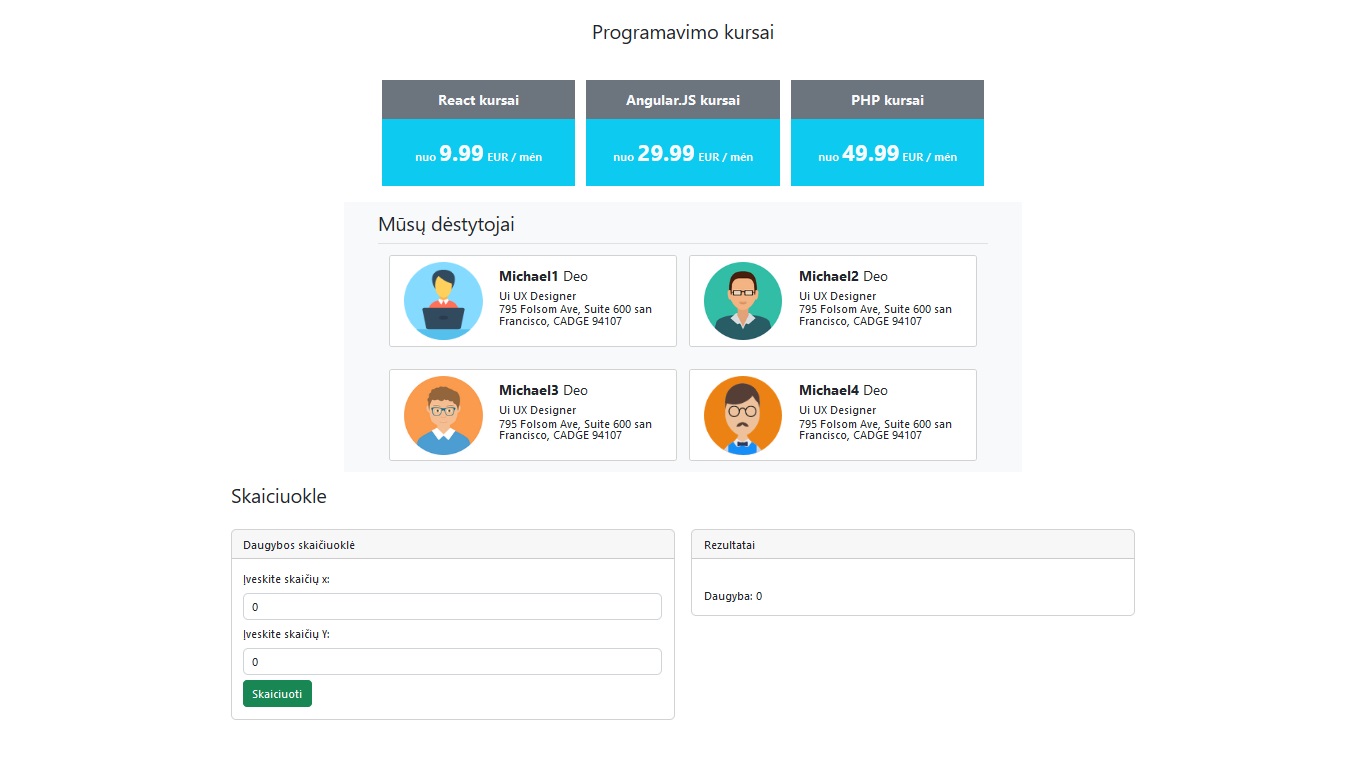 Programavimo kursai
React kursai
nuo 9.99 EUR / mėn
Angular.JS kursai
nuo 29.99 EUR / mėn
PHP kursai
nuo 49.99 EUR / mėn
Mūsų dėstytojai
Michael1 Deo
Ui UX Designer
795 Folsom Ave, Suite 600 san
Francisco, CADGE 94107
Michael2 Deo
Ui UX Designer
795 Folsom Ave, Suite 600 san
Francisco, CADGE 94107
Michael3 Deo
Ui UX Designer
795 Folsom Ave, Suite 600 san
Francisco, CADGE 94107
Michael4 Deo
Ui UX Designer
795 Folsom Ave, Suite 600 san
Francisco, CADGE 94107
Skaiciuokle
Daugybos skaičiuoklė
Įveskite skaičių x:
0
Įveskite skaičių Y:
0
Skaiciuoti
Rezultatai
Daugyba: 0